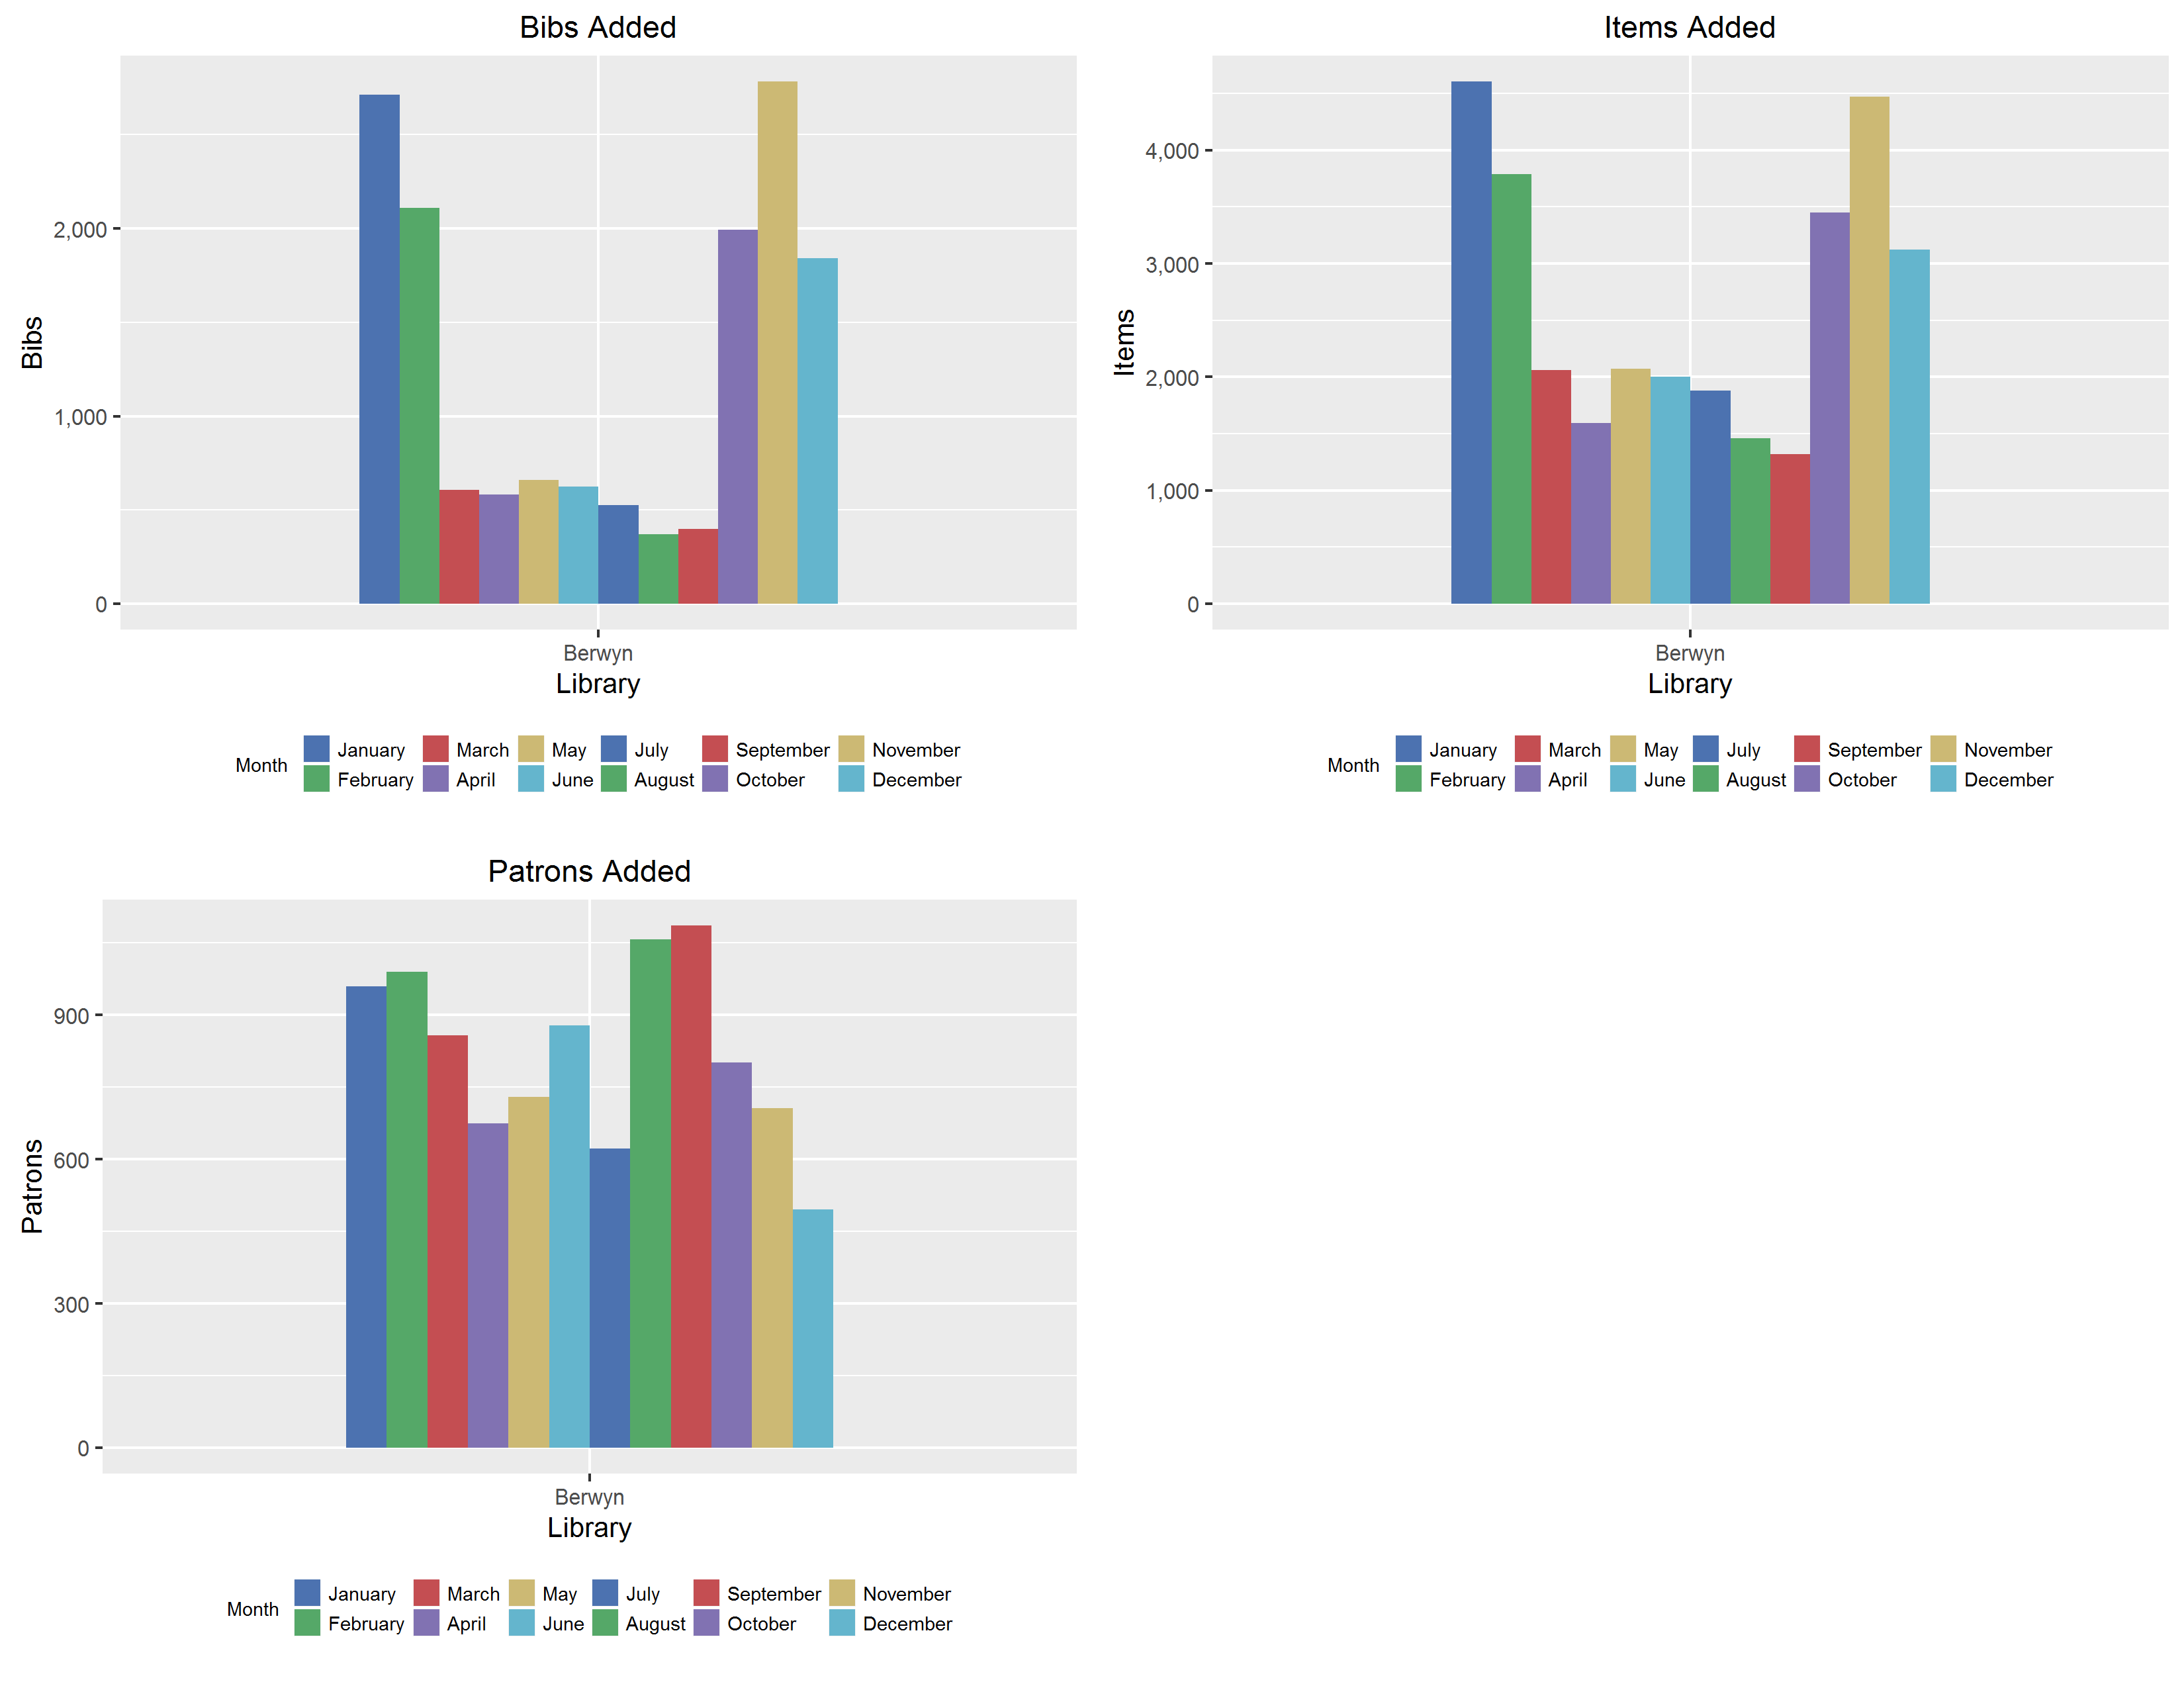 Bibs Added
Bibs
2,000
1,000
0
Berwyn
Library
Month
January March May July September November
February April June August October December
Items Added
Items
4,000
3,000
2,000
1,000
0
Berwyn
Library
Month
January March May July September November
February April June August October December
Patrons Added
Patrons
900
600
300
0
Berwyn
Library
Month
January March May July September November
February April June August October December